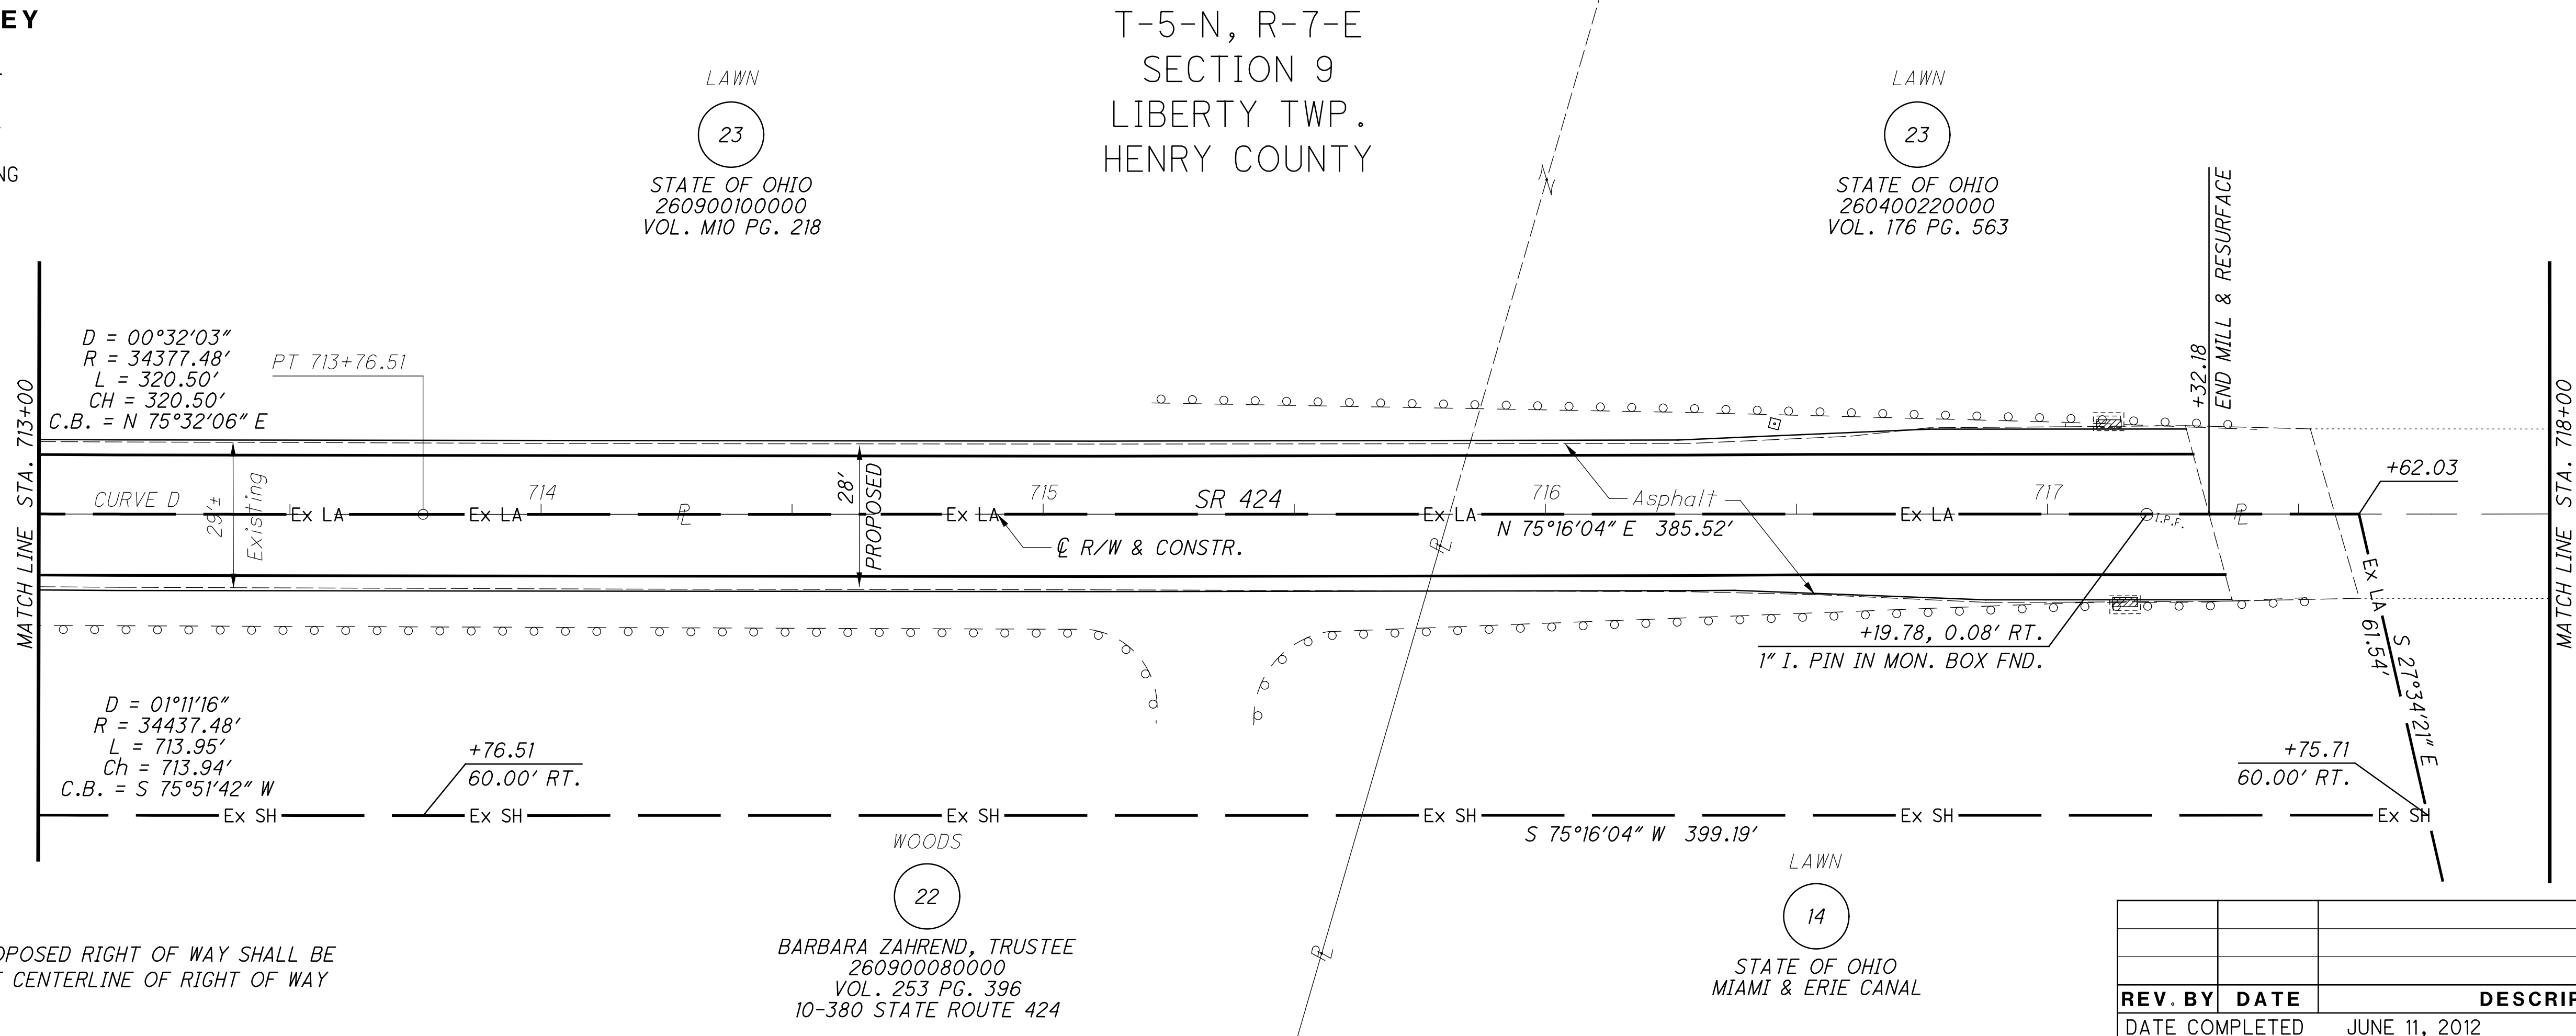 EY
NG
T-5-N, R-7-E
SECTION 9
LIBERTY TWP.
HENRY COUNTY
LAWN
23
STATE OF OHIO
260900100000
VOL. M10 PG. 218
LAWN
23
STATE OF OHIO
260400220000
VOL. 176 PG. 563
+32.18
END MILL & RESURFACE
MATCH LINE STA. 713+00
D = 00°32'03"
R = 34377.48'
L = 320.50'
CH = 320.50'
C.B. = N 75°32'06" E
PT 713+76.51
CURVE D
29'±
Existing
Ex LA
Ex LA
714
PL
28'
PROPOSED
Ex LA
715
SR 424
℄ R/W & CONSTR.
Ex LA
716
N 75°16'04" E 385.52'
Asphalt
Ex LA
717
I.P.F.
PL
+62.03
MATCH LINE STA. 718+00
PL
+19.78, 0.08' RT.
1" I. PIN IN MON. BOX FND.
Ex LA
61.54'
S 27°34'21" E
D = 01°11'16"
R = 34437.48'
L = 713.95'
Ch = 713.94'
C.B. = S 75°51'42" W
+76.51
60.00' RT.
+75.71
60.00' RT.
Ex SH
Ex SH
Ex SH
Ex SH
Ex SH
Ex SH
S 75°16'04" W 399.19'
WOODS
22
BARBARA ZAHREND, TRUSTEE
260900080000
VOL. 253 PG. 396
10-380 STATE ROUTE 424
PL
LAWN
14
STATE OF OHIO
MIAMI & ERIE CANAL
OPOSED RIGHT OF WAY SHALL BE
CENTERLINE OF RIGHT OF WAY
REV. BY DATE DESCRIP
DATE COMPLETED JUNE 11, 2012